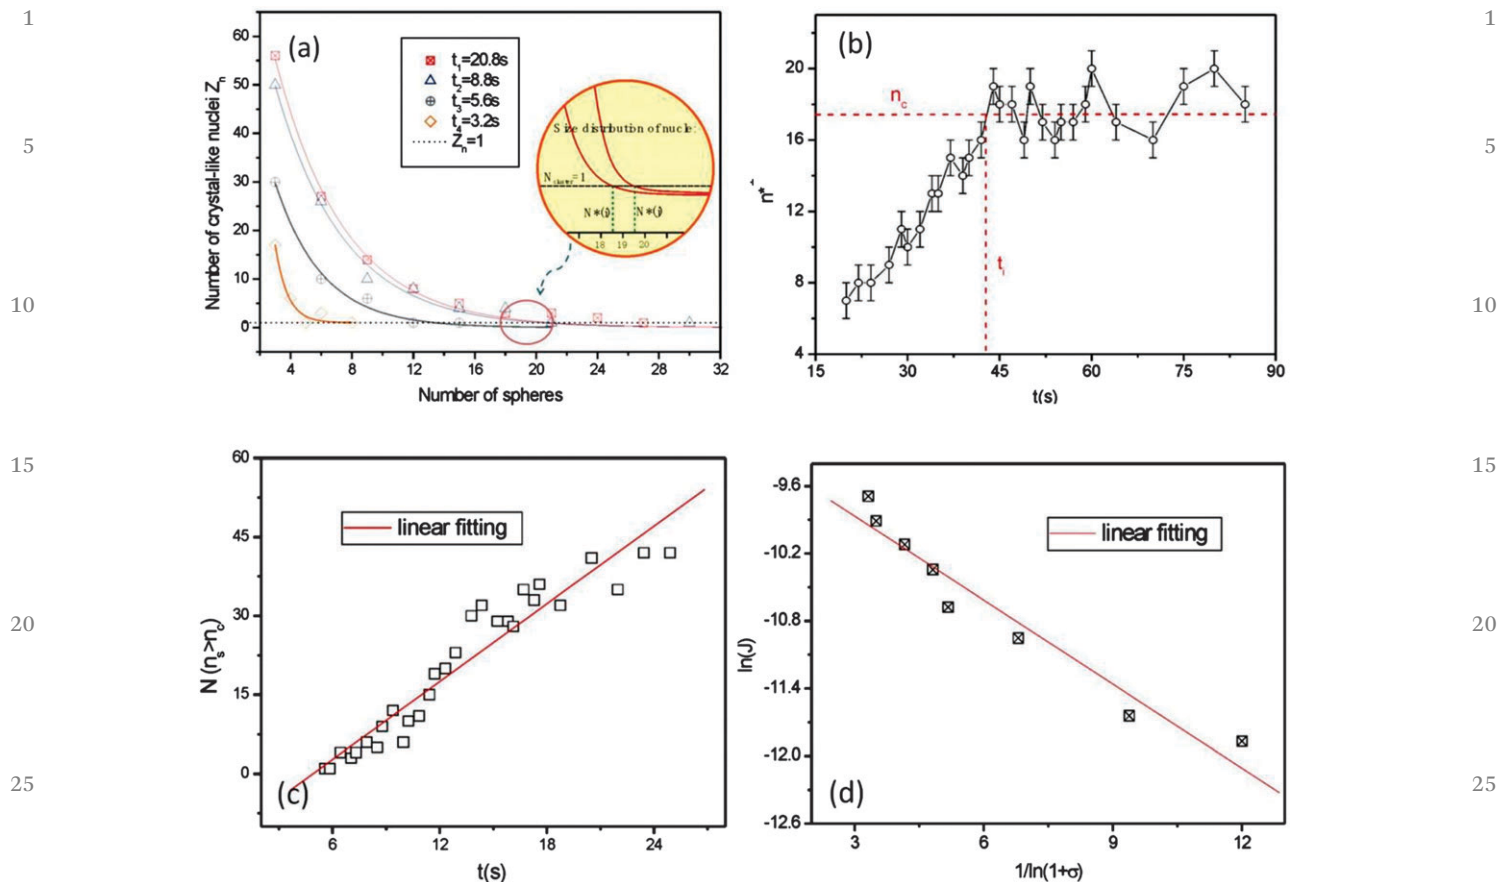 1
5
10
15
20
25
(a)
Number of crystal-like nuclei Zn
60
50
40
30
20
10
0
t1=20.8s
t2=8.8s
t3=5.6s
t4=3.2s
Zn=1
Size distribution of nucle:
=1
N*(i)
N*(j)
18 19 20
4 8 12 16 20 24 28 32
Number of spheres
(b)
n*
20
16
12
8
4
nc
ti
15 30 45 60 75 90
t(s)
N (ns>nc)
60
45
30
15
0
linear fitting
(c)
6 12 18 24
t(s)
ln(J)
-9.6
-10.2
-10.8
-11.4
-12.0
-12.6
linear fitting
(d)
3 6 9 12
1/ln(1+σ)
1
5
10
15
20
25